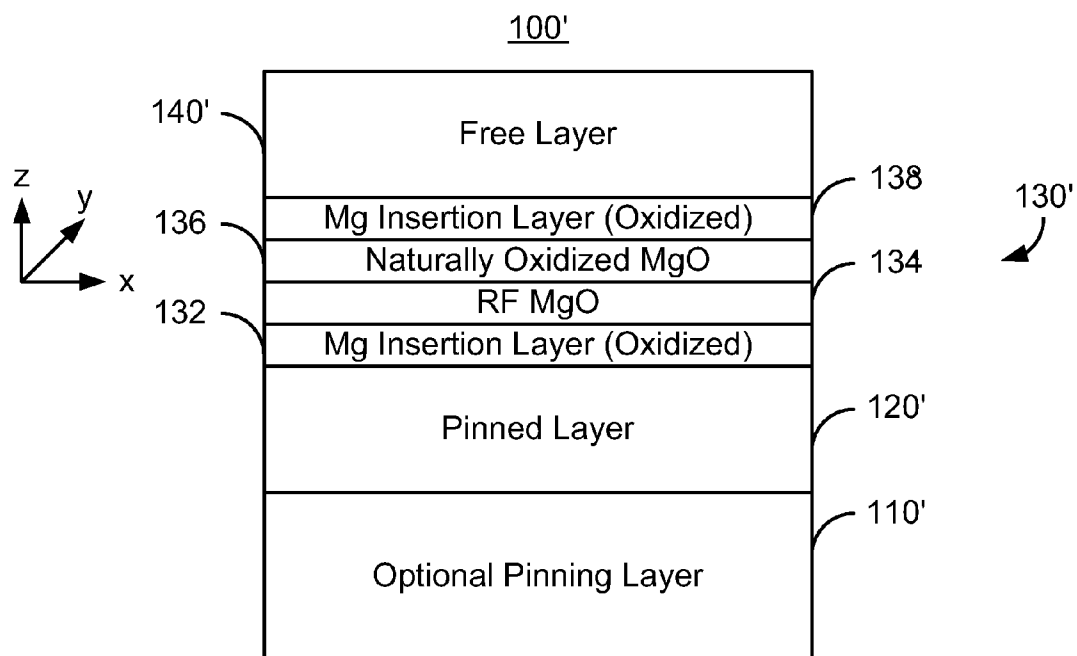 100'
140'
Free Layer
138
z
y
x
130'
136
Mg Insertion Layer (Oxidized)
Naturally Oxidized MgO
134
132
RF MgO
Mg Insertion Layer (Oxidized)
Pinned Layer
120'
110'
Optional Pinning Layer